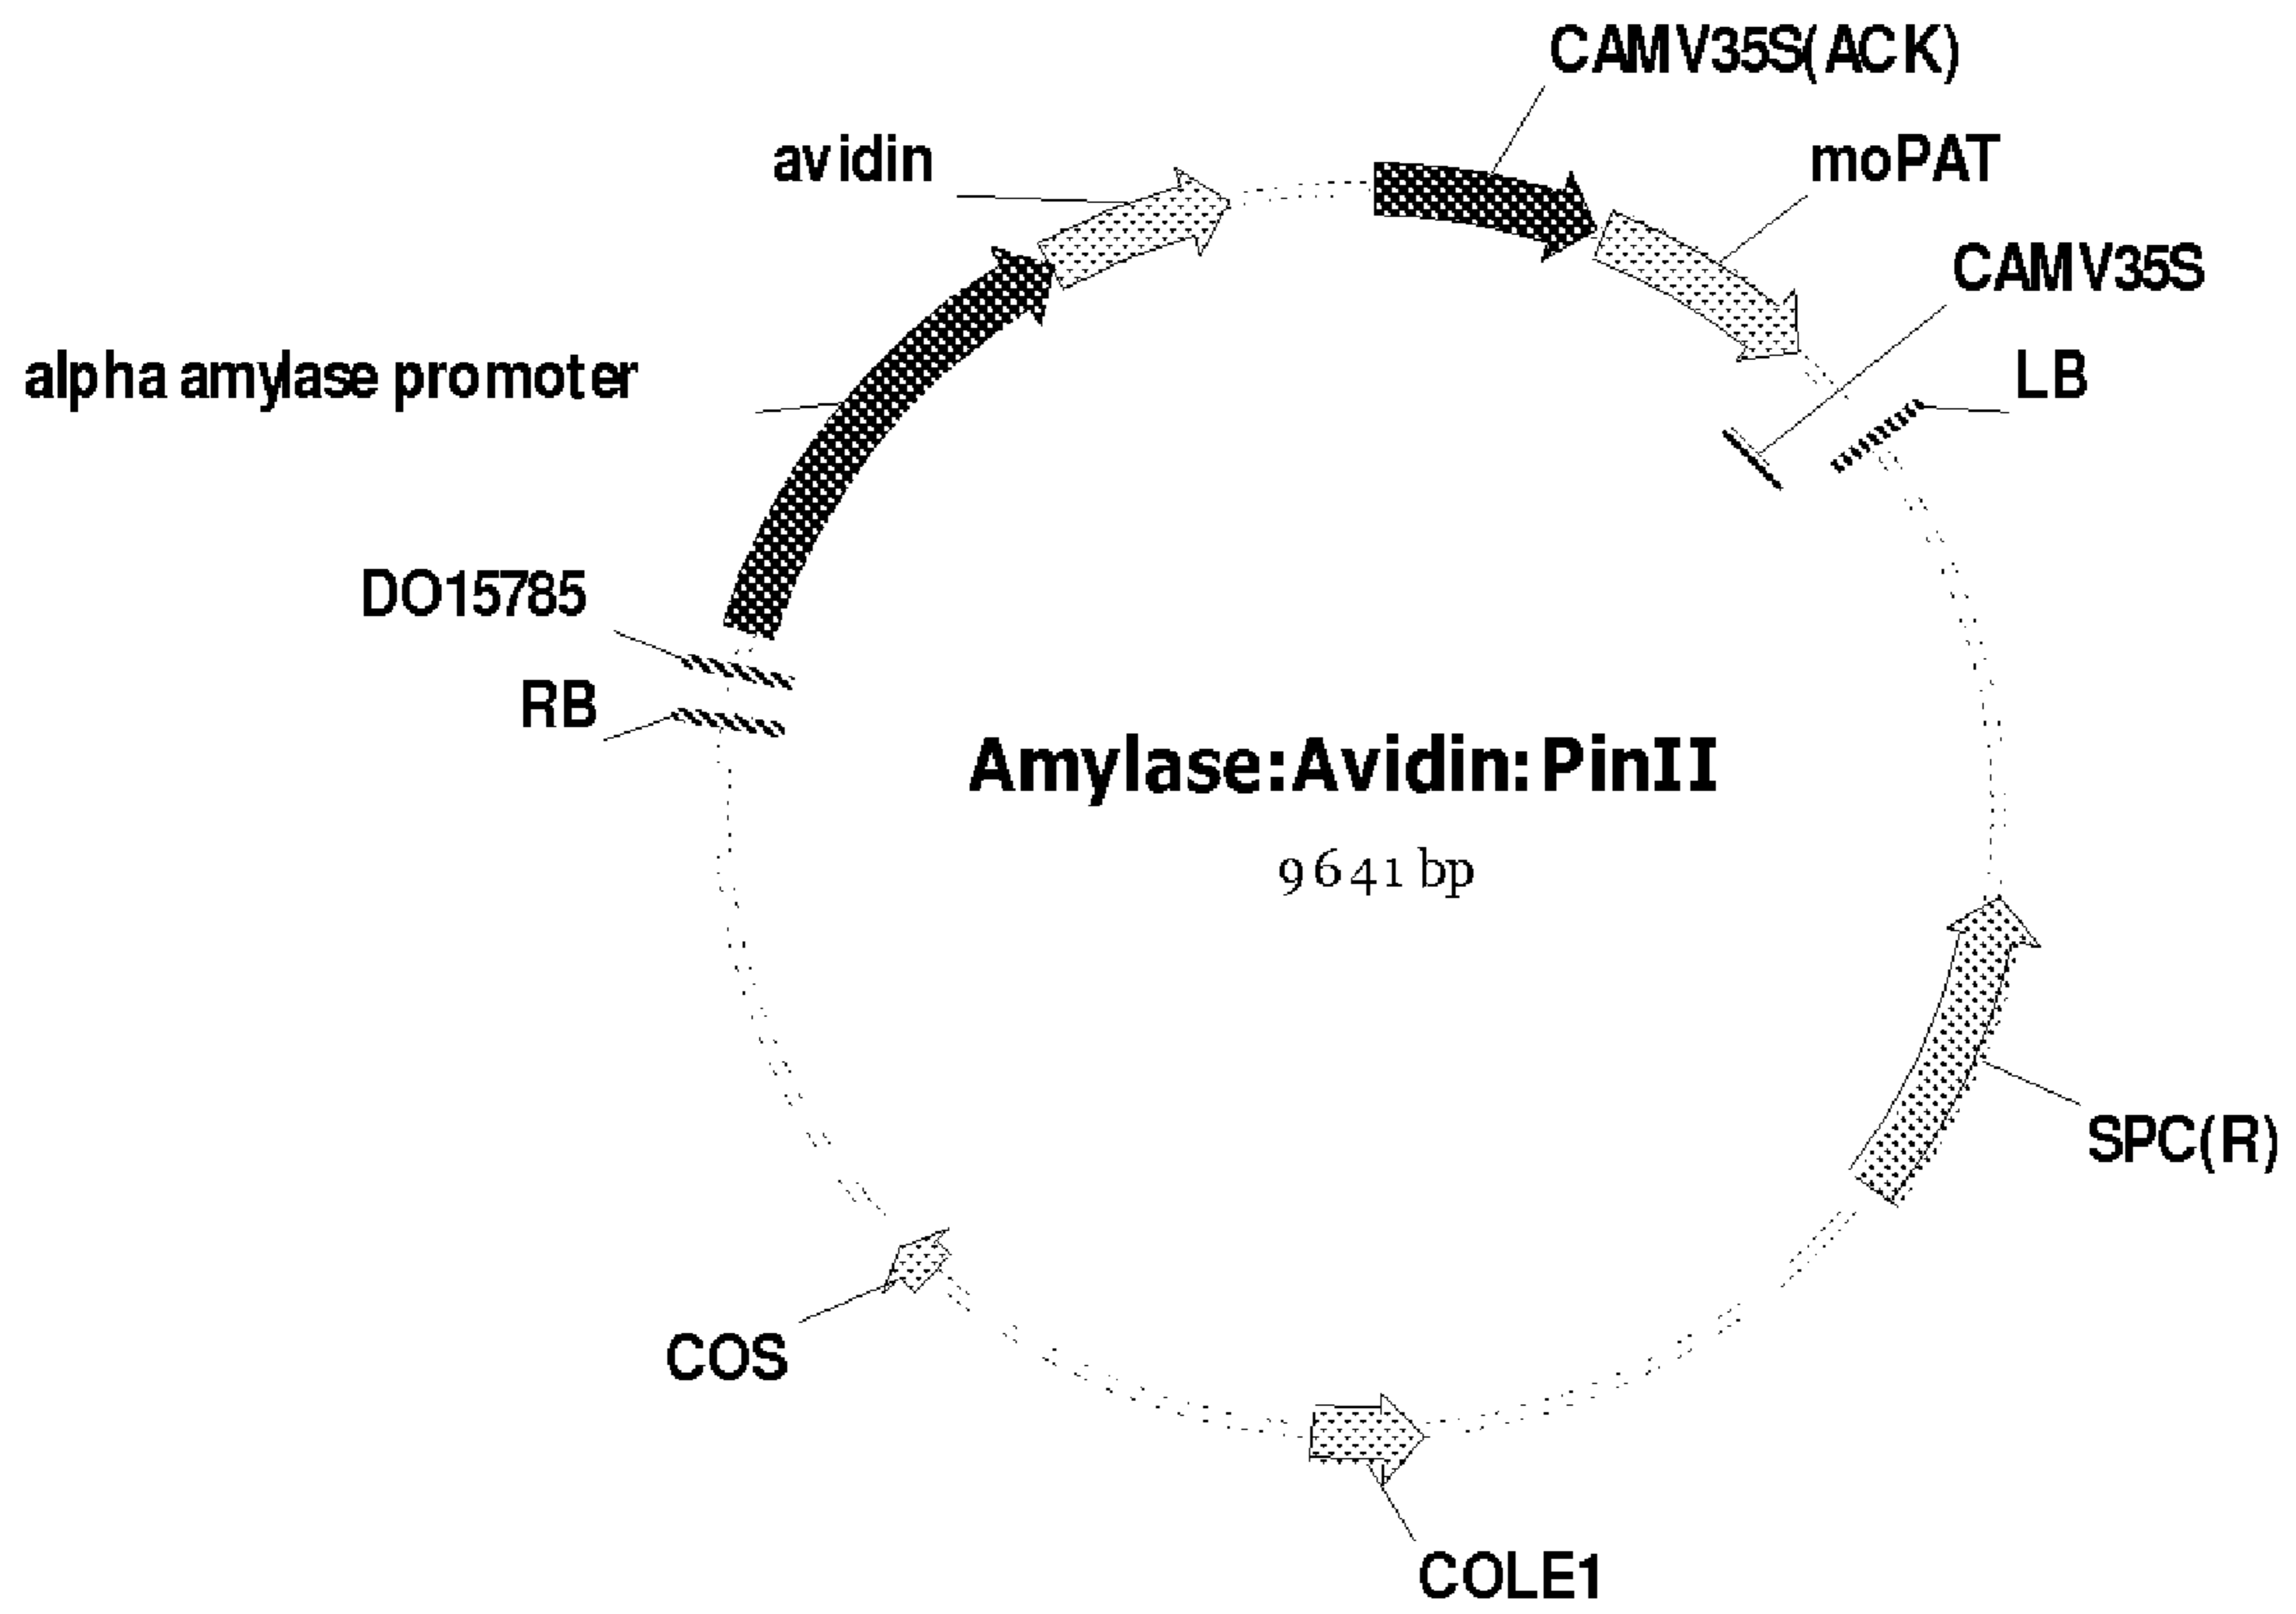 CAMV35S(ACK)
avidin
moPAT
CAMV35S
alpha amylase promoter
LB
DO15785
RB
Amylase:Avidin:PinII
9641 bp
SPC(R)
COS
COLE1